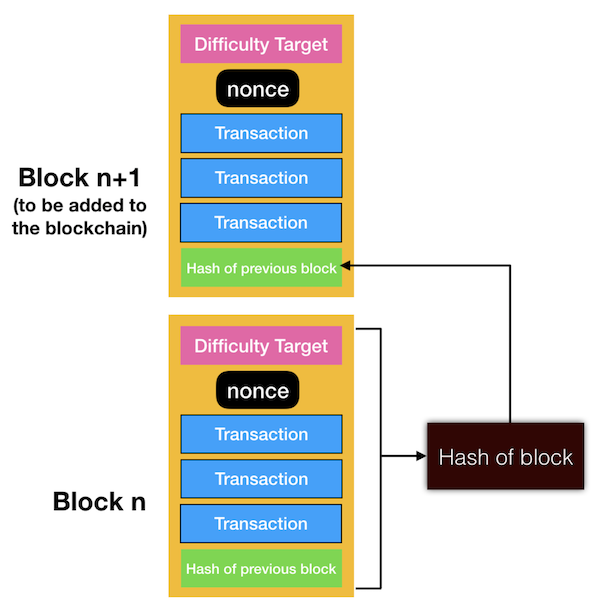 Difficulty Target
nonce
Transaction
Transaction
Transaction
Hash of previous block
Block n+1
(to be added to
the blockchain)
Difficulty Target
nonce
Transaction
Transaction
Transaction
Hash of previous block
Block n
Hash of block